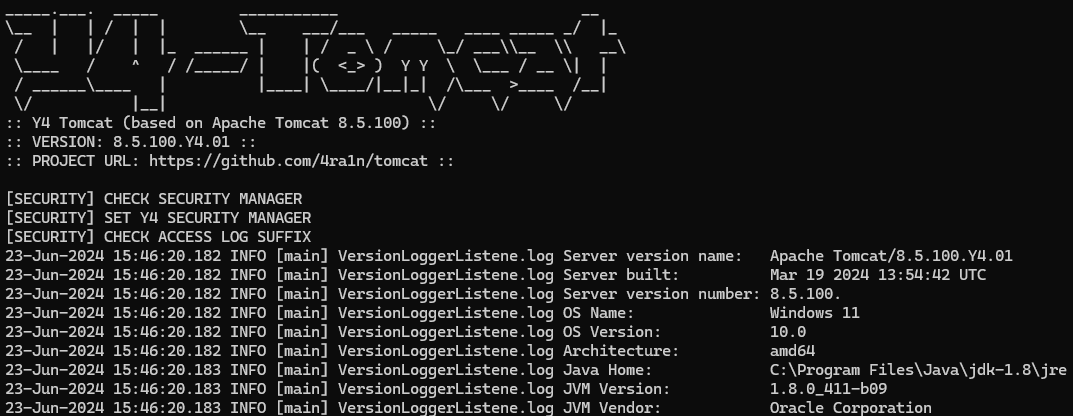 Y4-Tomcat
:: Y4 Tomcat (based on Apache Tomcat 8.5.100) ::
:: VERSION: 8.5.100.Y4.01 ::
:: PROJECT URL: https://github.com/4ra1n/tomcat ::
[SECURITY] CHECK SECURITY MANAGER
[SECURITY] SET Y4 SECURITY MANAGER
[SECURITY] CHECK ACCESS LOG SUFFIX
23-Jun-2024 15:46:20.182 INFO [main] VersionLoggerListene.log Server version name:   Apache Tomcat/8.5.100.Y4.01
23-Jun-2024 15:46:20.182 INFO [main] VersionLoggerListene.log Server built:          Mar 19 2024 13:54:42 UTC
23-Jun-2024 15:46:20.182 INFO [main] VersionLoggerListene.log Server version number: 8.5.100.
23-Jun-2024 15:46:20.182 INFO [main] VersionLoggerListene.log OS Name:               Windows 11
23-Jun-2024 15:46:20.182 INFO [main] VersionLoggerListene.log OS Version:            10.0
23-Jun-2024 15:46:20.182 INFO [main] VersionLoggerListene.log Architecture:          amd64
23-Jun-2024 15:46:20.183 INFO [main] VersionLoggerListene.log Java Home:             C:\Program Files\Java\jdk-1.8\jre
23-Jun-2024 15:46:20.183 INFO [main] VersionLoggerListene.log JVM Version:           1.8.0_411-b09
23-Jun-2024 15:46:20.183 INFO [main] VersionLoggerListene.log JVM Vendor:            Oracle Corporation